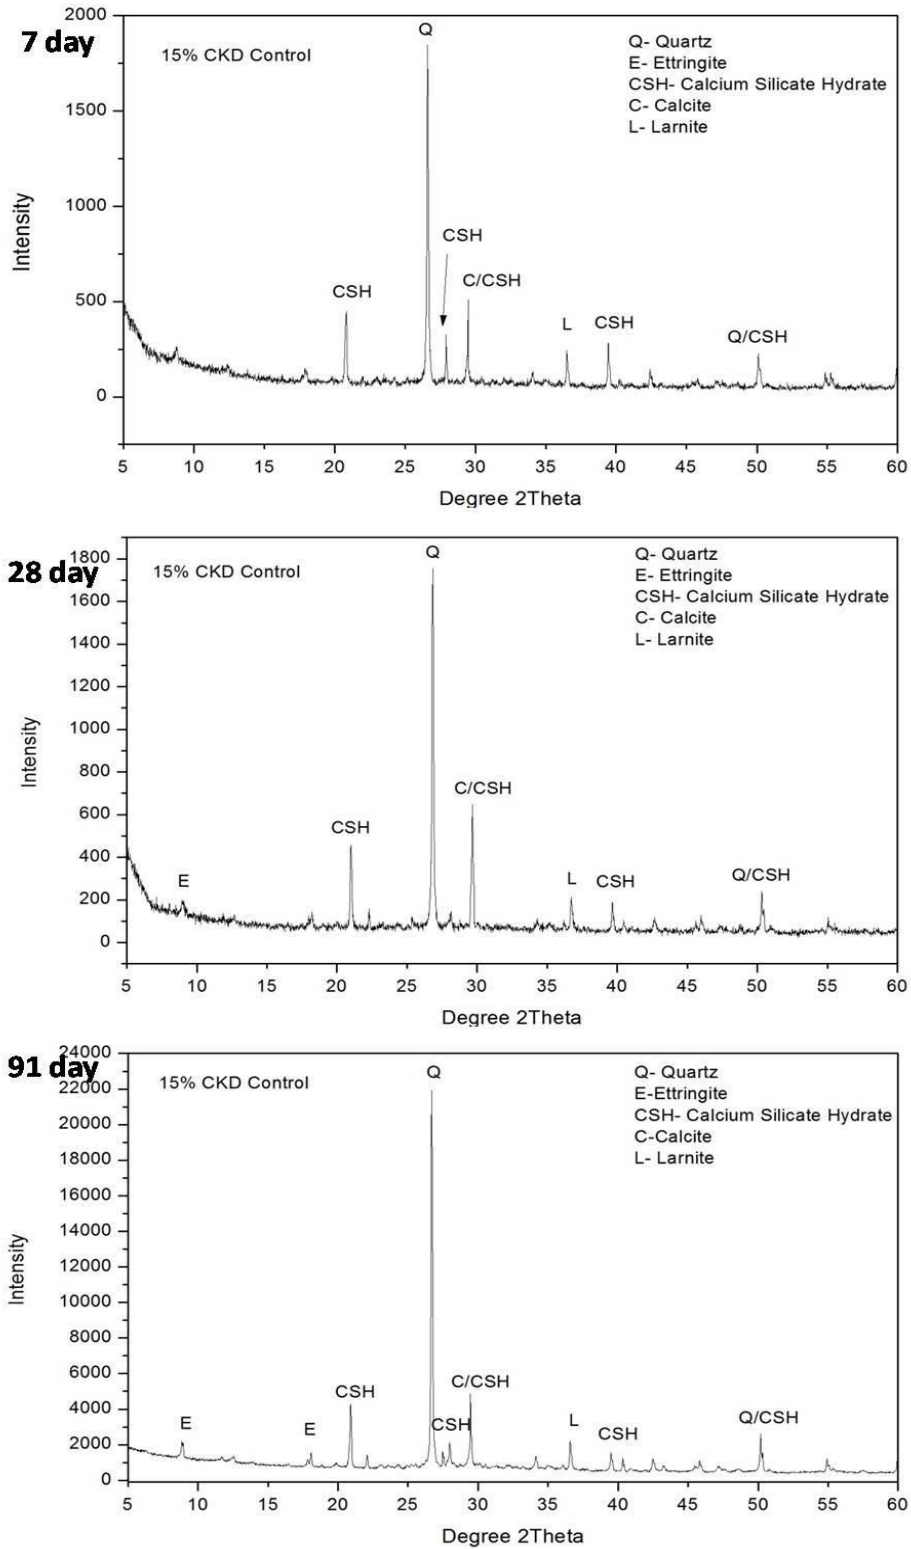 7 day
15% CKD Control
Q- Quartz
E- Ettringite
CSH- Calcium Silicate Hydrate
C- Calcite
L- Larnite
Q
CSH
CSH
C/CSH
L
CSH
Q/CSH
2000
1500
1000
500
0
Intensity
5 10 15 20 25 30 35 40 45 50 55 60
Degree 2Theta
28 day
15% CKD Control
Q- Quartz
E- Ettringite
CSH- Calcium Silicate Hydrate
C- Calcite
L- Larnite
Q
C/CSH
CSH
E
L
CSH
Q/CSH
1800
1600
1400
1200
1000
800
600
400
200
0
Intensity
5 10 15 20 25 30 35 40 45 50 55 60
Degree 2Theta
91 day
15% CKD Control
Q- Quartz
E-Ettringite
CSH- Calcium Silicate Hydrate
C-Calcite
L- Larnite
Q
C/CSH
CSH
E
E
CSH
L
CSH
Q/CSH
24000
22000
20000
18000
16000
14000
12000
10000
8000
6000
4000
2000
0
Intensity
5 10 15 20 25 30 35 40 45 50 55 60
Degree 2Theta